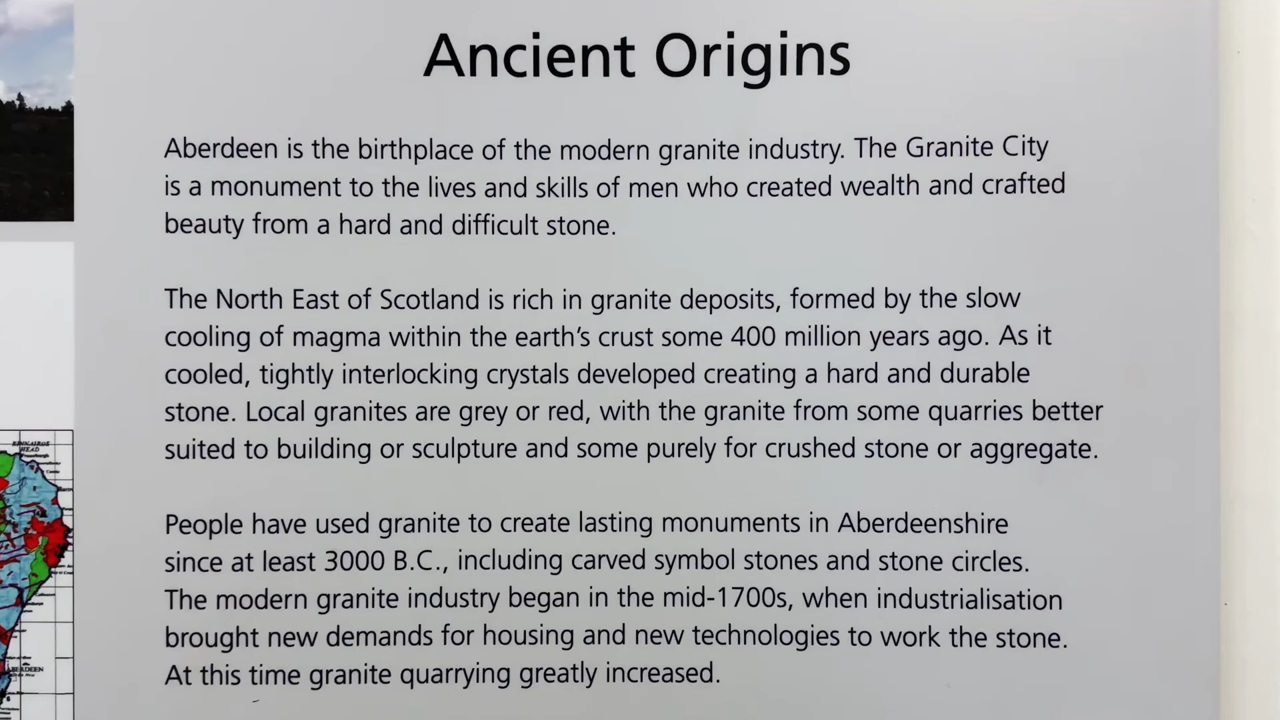 Ancient Origins
Aberdeen is the birthplace of the modern granite industry. The Granite City
is a monument to the lives and skills of men who created wealth and crafted
beauty from a hard and difficult stone.
The North East of Scotland is rich in granite deposits, formed by the slow
cooling of magma within the earth's crust some 400 million years ago. As it
cooled, tightly interlocking crystals developed creating a hard and durable
stone. Local granites are grey or red, with the granite from some quarries better
suited to building or sculpture and some purely for crushed stone or aggregate.
People have used granite to create lasting monuments in Aberdeenshire
since at least 3000 B.C., including carved symbol stones and stone circles.
The modern granite industry began in the mid-1700s, when industrialisation
brought new demands for housing and new technologies to work the stone.
At this time granite quarrying greatly increased.
HEAD
ABERDEEN